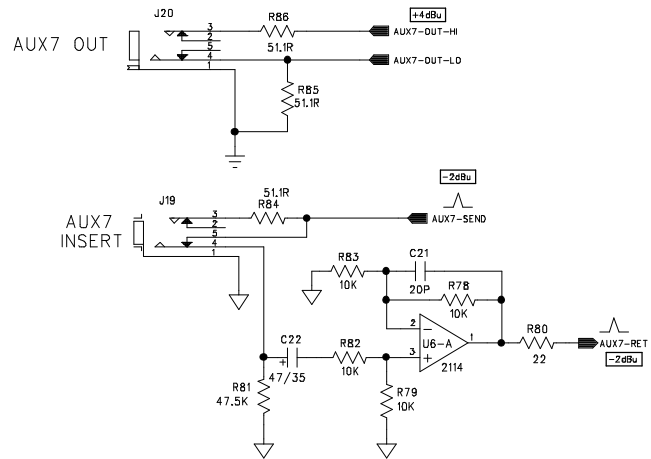 J20
AUX7 OUT
3
2
5
4
1
R86
51.1R
+4dBu
AUX7-OUT-HI
AUX7-OUT-LO
R85
51.1R
J19
AUX7
INSERT
3
2
5
4
1
51.1R
R84
-2dBu
AUX7-SEND
R83
10K
C21
20P
R78
10K
2
3
1
-
+
U6-A
2114
C22
+
47/35
R82
10K
R81
47.5K
R79
10K
R80
22
AUX7-RET
-2dBu